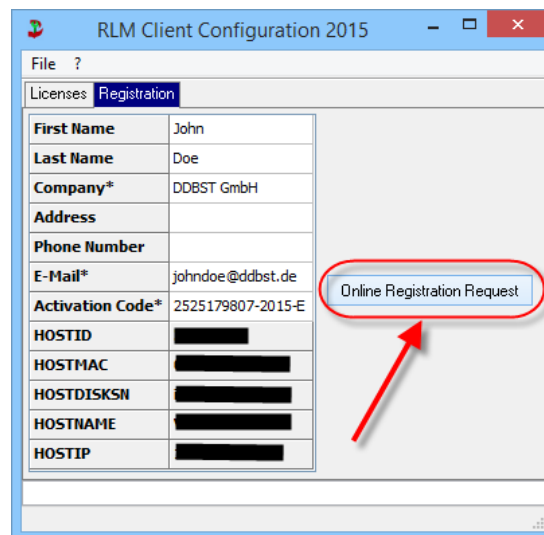 RLM Client Configuration 2015
File ?
Licenses Registration
First Name John
Last Name Doe
Company* DDBST GmbH
Address
Phone Number
E-Mail* johndoe@ddbst.de
Activation Code* 2525179807-2015-E
Online Registration Request
HOSTID
HOSTMAC
HOSTDISKSN
HOSTNAME
HOSTIP